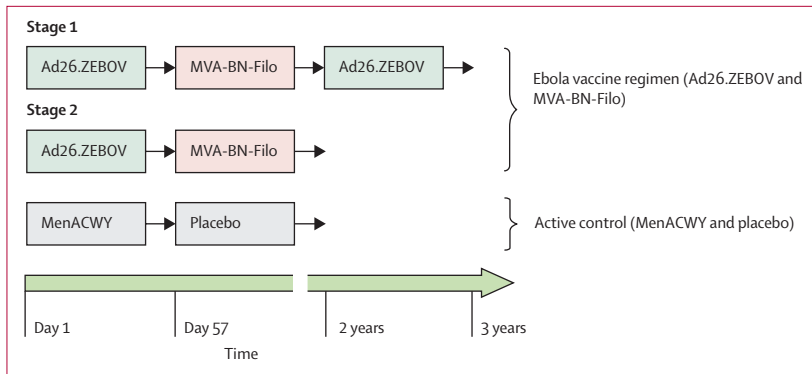 Stage 1
Ad26.ZEBOV
MVA-BN-Filo
Ad26.ZEBOV
Ebola vaccine regimen (Ad26.ZEBOV and
MVA-BN-Filo)
Stage 2
Ad26.ZEBOV
MVA-BN-Filo
MenACWY
Placebo
Active control (MenACWY and placebo)
Day 1
Day 57
2 years
3 years
Time